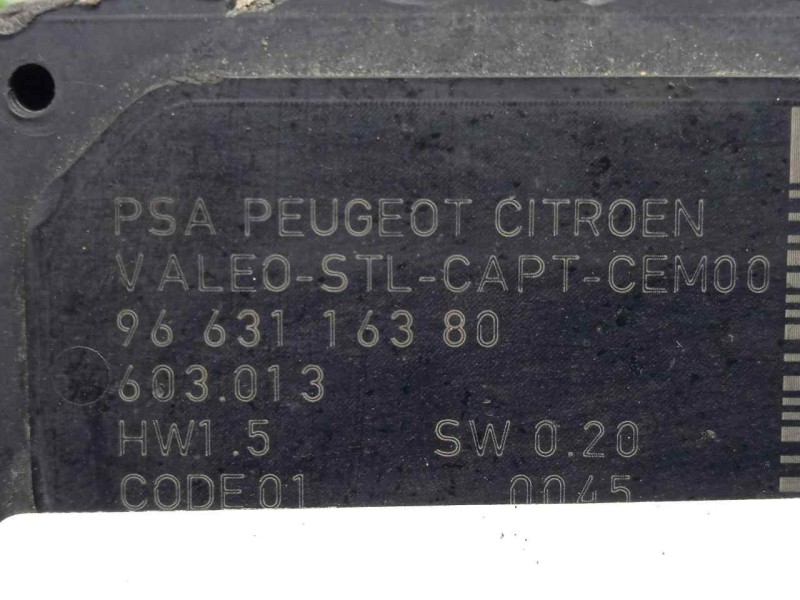 PSA PEUGEOT CITROEN
VALEO-STL-CAPT-CEM00
96 631 163 80
603.013
HW1.5 SW 0.20
CODE01 0045